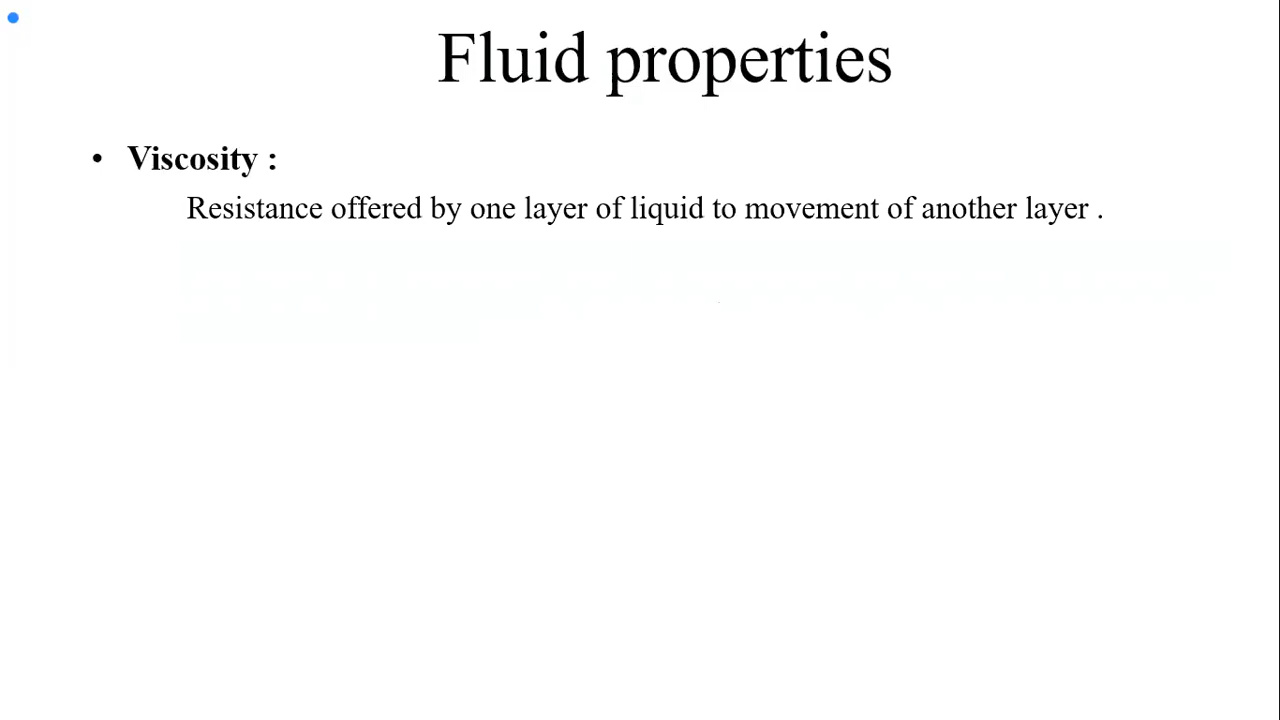 Fluid properties
• Viscosity :
Resistance offered by one layer of liquid to movement of another layer .